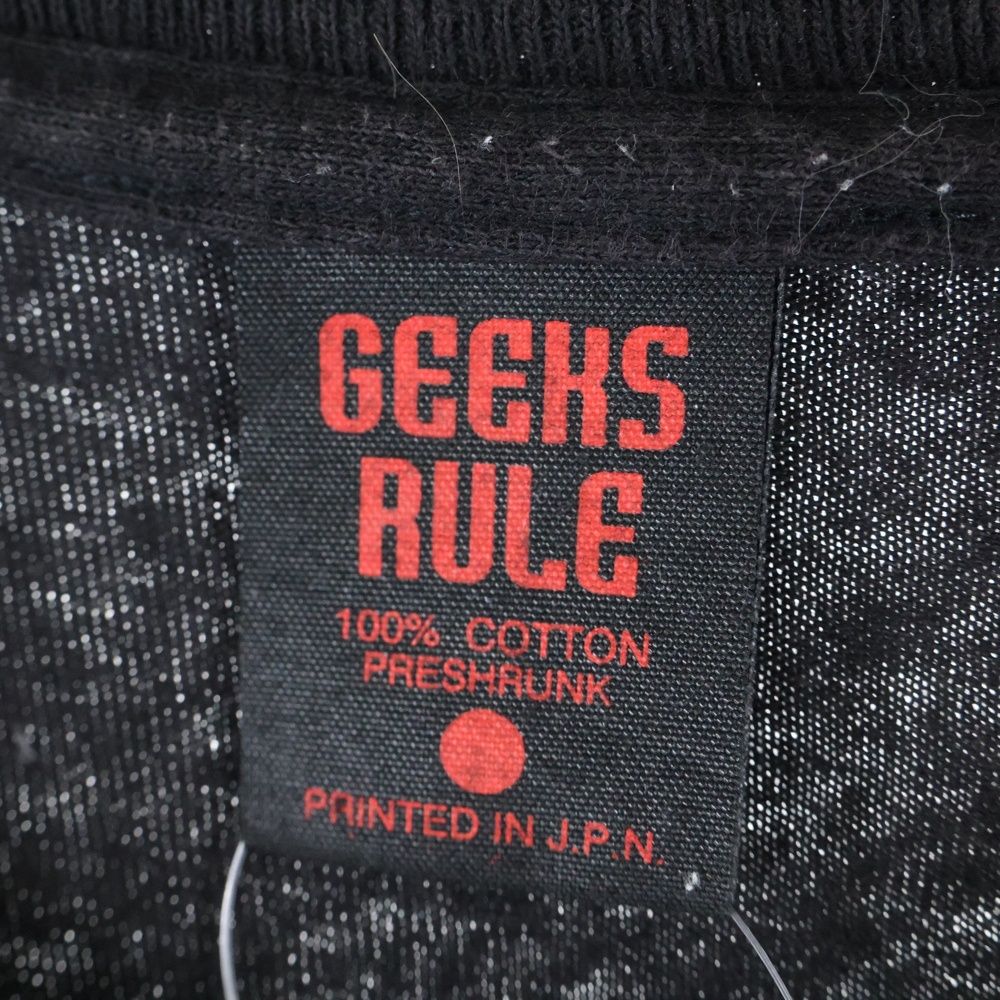 GEEKS
RULE
100% COTTON
PRESHRUNK
PRINTED IN J.P.N.